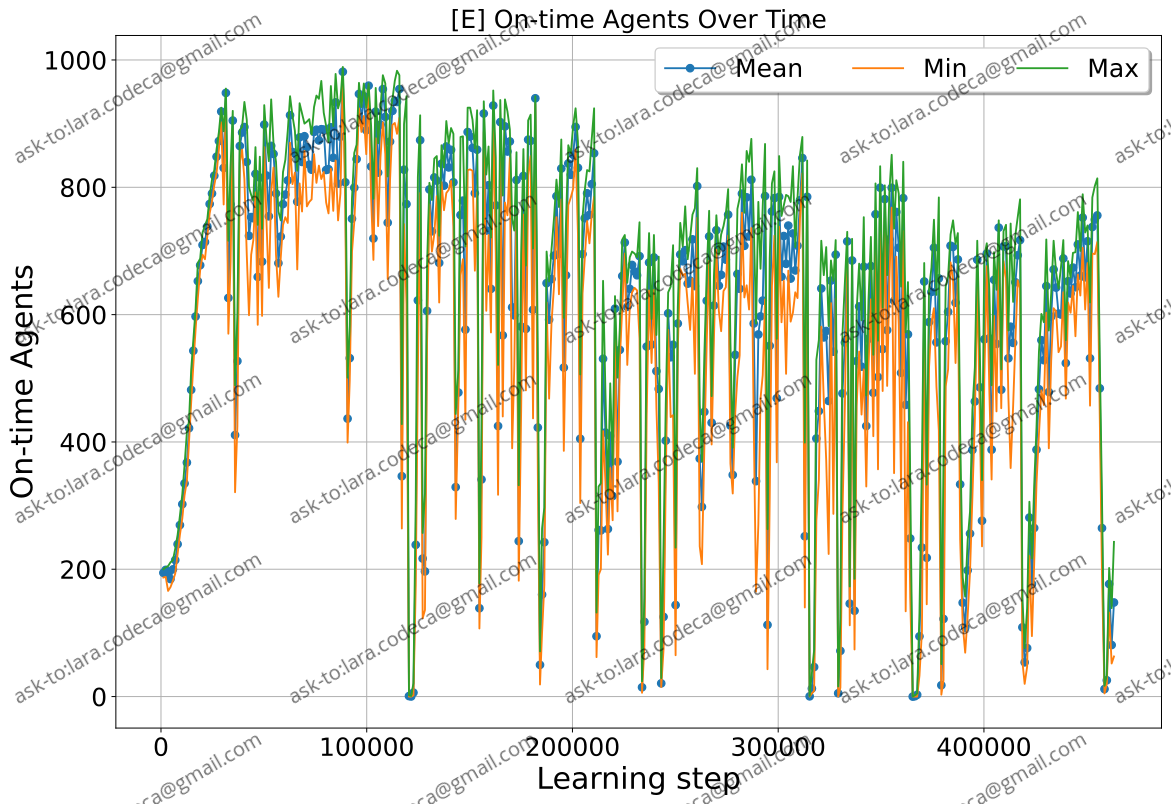 [E] On-time Agents Over Time
Mean Min Max
On-time Agents
1000
800
600
400
200
0
0 100000 200000 300000 400000
Learning step
ask-to:lara.codeca@gmail.com